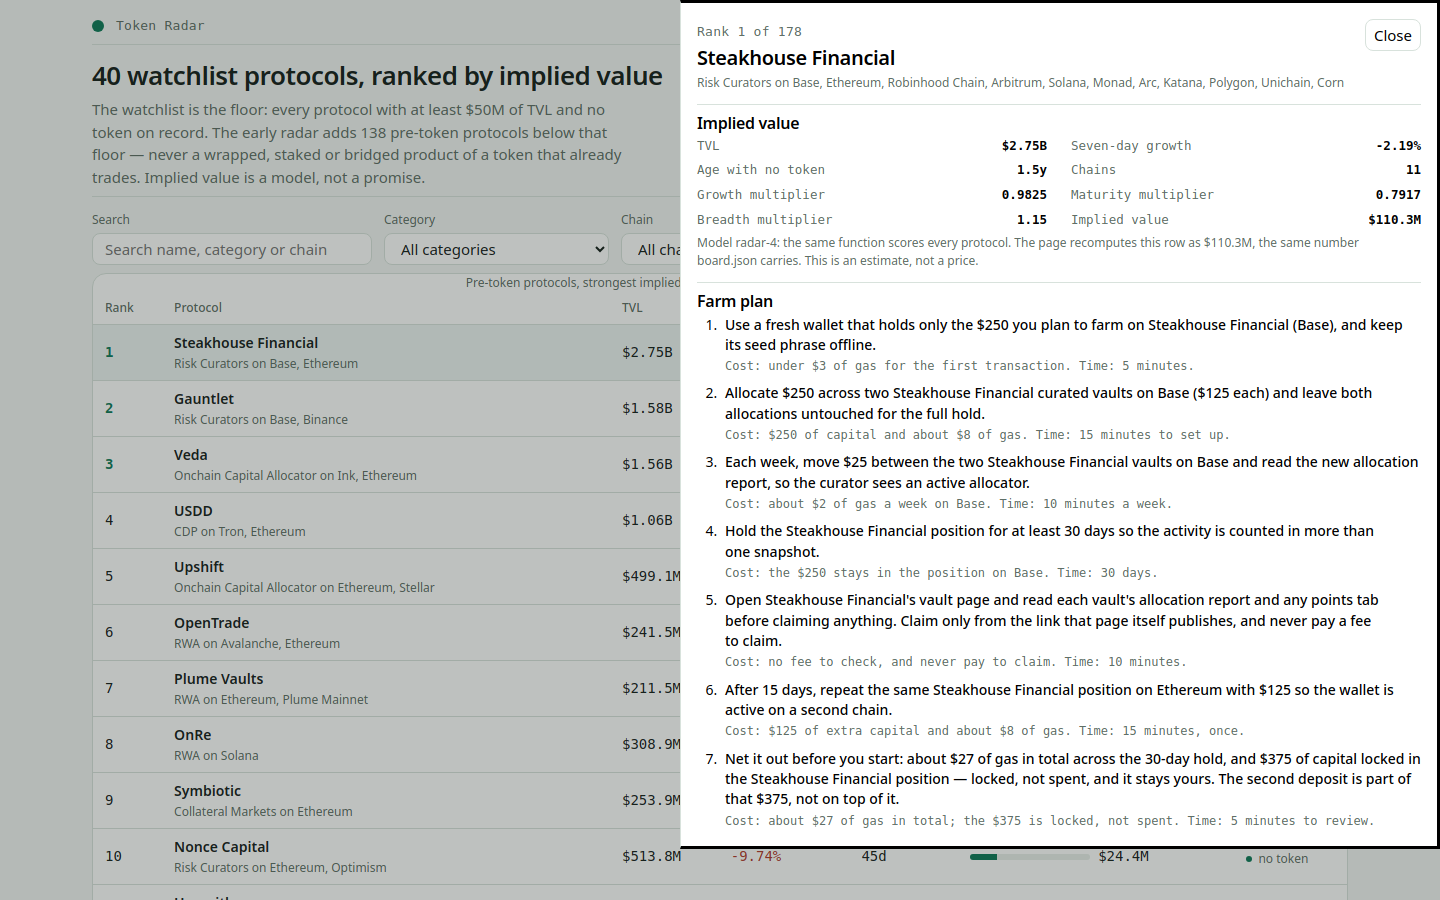 Token Radar
40 watchlist protocols, ranked by implied value
The watchlist is the floor: every protocol with at least $50M of TVL and no
token on record. The early radar adds 138 pre-token protocols below that
floor — never a wrapped, staked or bridged product of a token that already
trades. Implied value is a model, not a promise.
Search
Category
Chain
Search name, category or chain
All categories
All cha
Pre-token protocols, strongest implied
Rank
Protocol
TVL
1
Steakhouse Financial
Risk Curators on Base, Ethereum
$2.75B
2
Gauntlet
Risk Curators on Base, Binance
$1.58B
3
Veda
Onchain Capital Allocator on Ink, Ethereum
$1.56B
4
USDD
CDP on Tron, Ethereum
$1.06B
5
Upshift
Onchain Capital Allocator on Ethereum, Stellar
$499.1M
6
OpenTrade
RWA on Avalanche, Ethereum
$241.5M
7
Plume Vaults
RWA on Ethereum, Plume Mainnet
$211.5M
8
OnRe
RWA on Solana
$308.9M
9
Symbiotic
Collateral Markets on Ethereum
$253.9M
10
Nonce Capital
Risk Curators on Ethereum, Optimism
$513.8M
-9.74%
45d
$24.4M
no token
Rank 1 of 178
Close
Steakhouse Financial
Risk Curators on Base, Ethereum, Robinhood Chain, Arbitrum, Solana, Monad, Arc, Katana, Polygon, Unichain, Corn
Implied value
TVL $2.75B Seven-day growth -2.19%
Age with no token 1.5y Chains 11
Growth multiplier 0.9825 Maturity multiplier 0.7917
Breadth multiplier 1.15 Implied value $110.3M
Model radar-4: the same function scores every protocol. The page recomputes this row as $110.3M, the same number
board.json carries. This is an estimate, not a price.
Farm plan
1. Use a fresh wallet that holds only the $250 you plan to farm on Steakhouse Financial (Base), and keep
its seed phrase offline.
Cost: under $3 of gas for the first transaction. Time: 5 minutes.
2. Allocate $250 across two Steakhouse Financial curated vaults on Base ($125 each) and leave both
allocations untouched for the full hold.
Cost: $250 of capital and about $8 of gas. Time: 15 minutes to set up.
3. Each week, move $25 between the two Steakhouse Financial vaults on Base and read the new allocation
report, so the curator sees an active allocator.
Cost: about $2 of gas a week on Base. Time: 10 minutes a week.
4. Hold the Steakhouse Financial position for at least 30 days so the activity is counted in more than
one snapshot.
Cost: the $250 stays in the position on Base. Time: 30 days.
5. Open Steakhouse Financial's vault page and read each vault's allocation report and any points tab
before claiming anything. Claim only from the link that page itself publishes, and never pay a fee
to claim.
Cost: no fee to check, and never pay to claim. Time: 10 minutes.
6. After 15 days, repeat the same Steakhouse Financial position on Ethereum with $125 so the wallet is
active on a second chain.
Cost: $125 of extra capital and about $8 of gas. Time: 15 minutes, once.
7. Net it out before you start: about $27 of gas in total across the 30-day hold, and $375 of capital locked in
the Steakhouse Financial position — locked, not spent, and it stays yours. The second deposit is part of
that $375, not on top of it.
Cost: about $27 of gas in total; the $375 is locked, not spent. Time: 5 minutes to review.